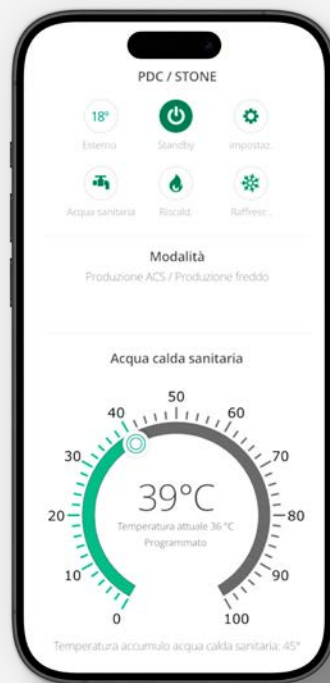 PDC / STONE
18°
Esterno Standby impostaz.
Acqua sanitaria Riscald. Raffresc...
Modalità
Produzione ACS / Produzione freddo
Acqua calda sanitaria
50
40 60
30 70
39°C
20 80
Temperatura attuale 36 °C
Programmato
10 90
0 100
Temperatura accumulo acqua calda sanitaria: 45°